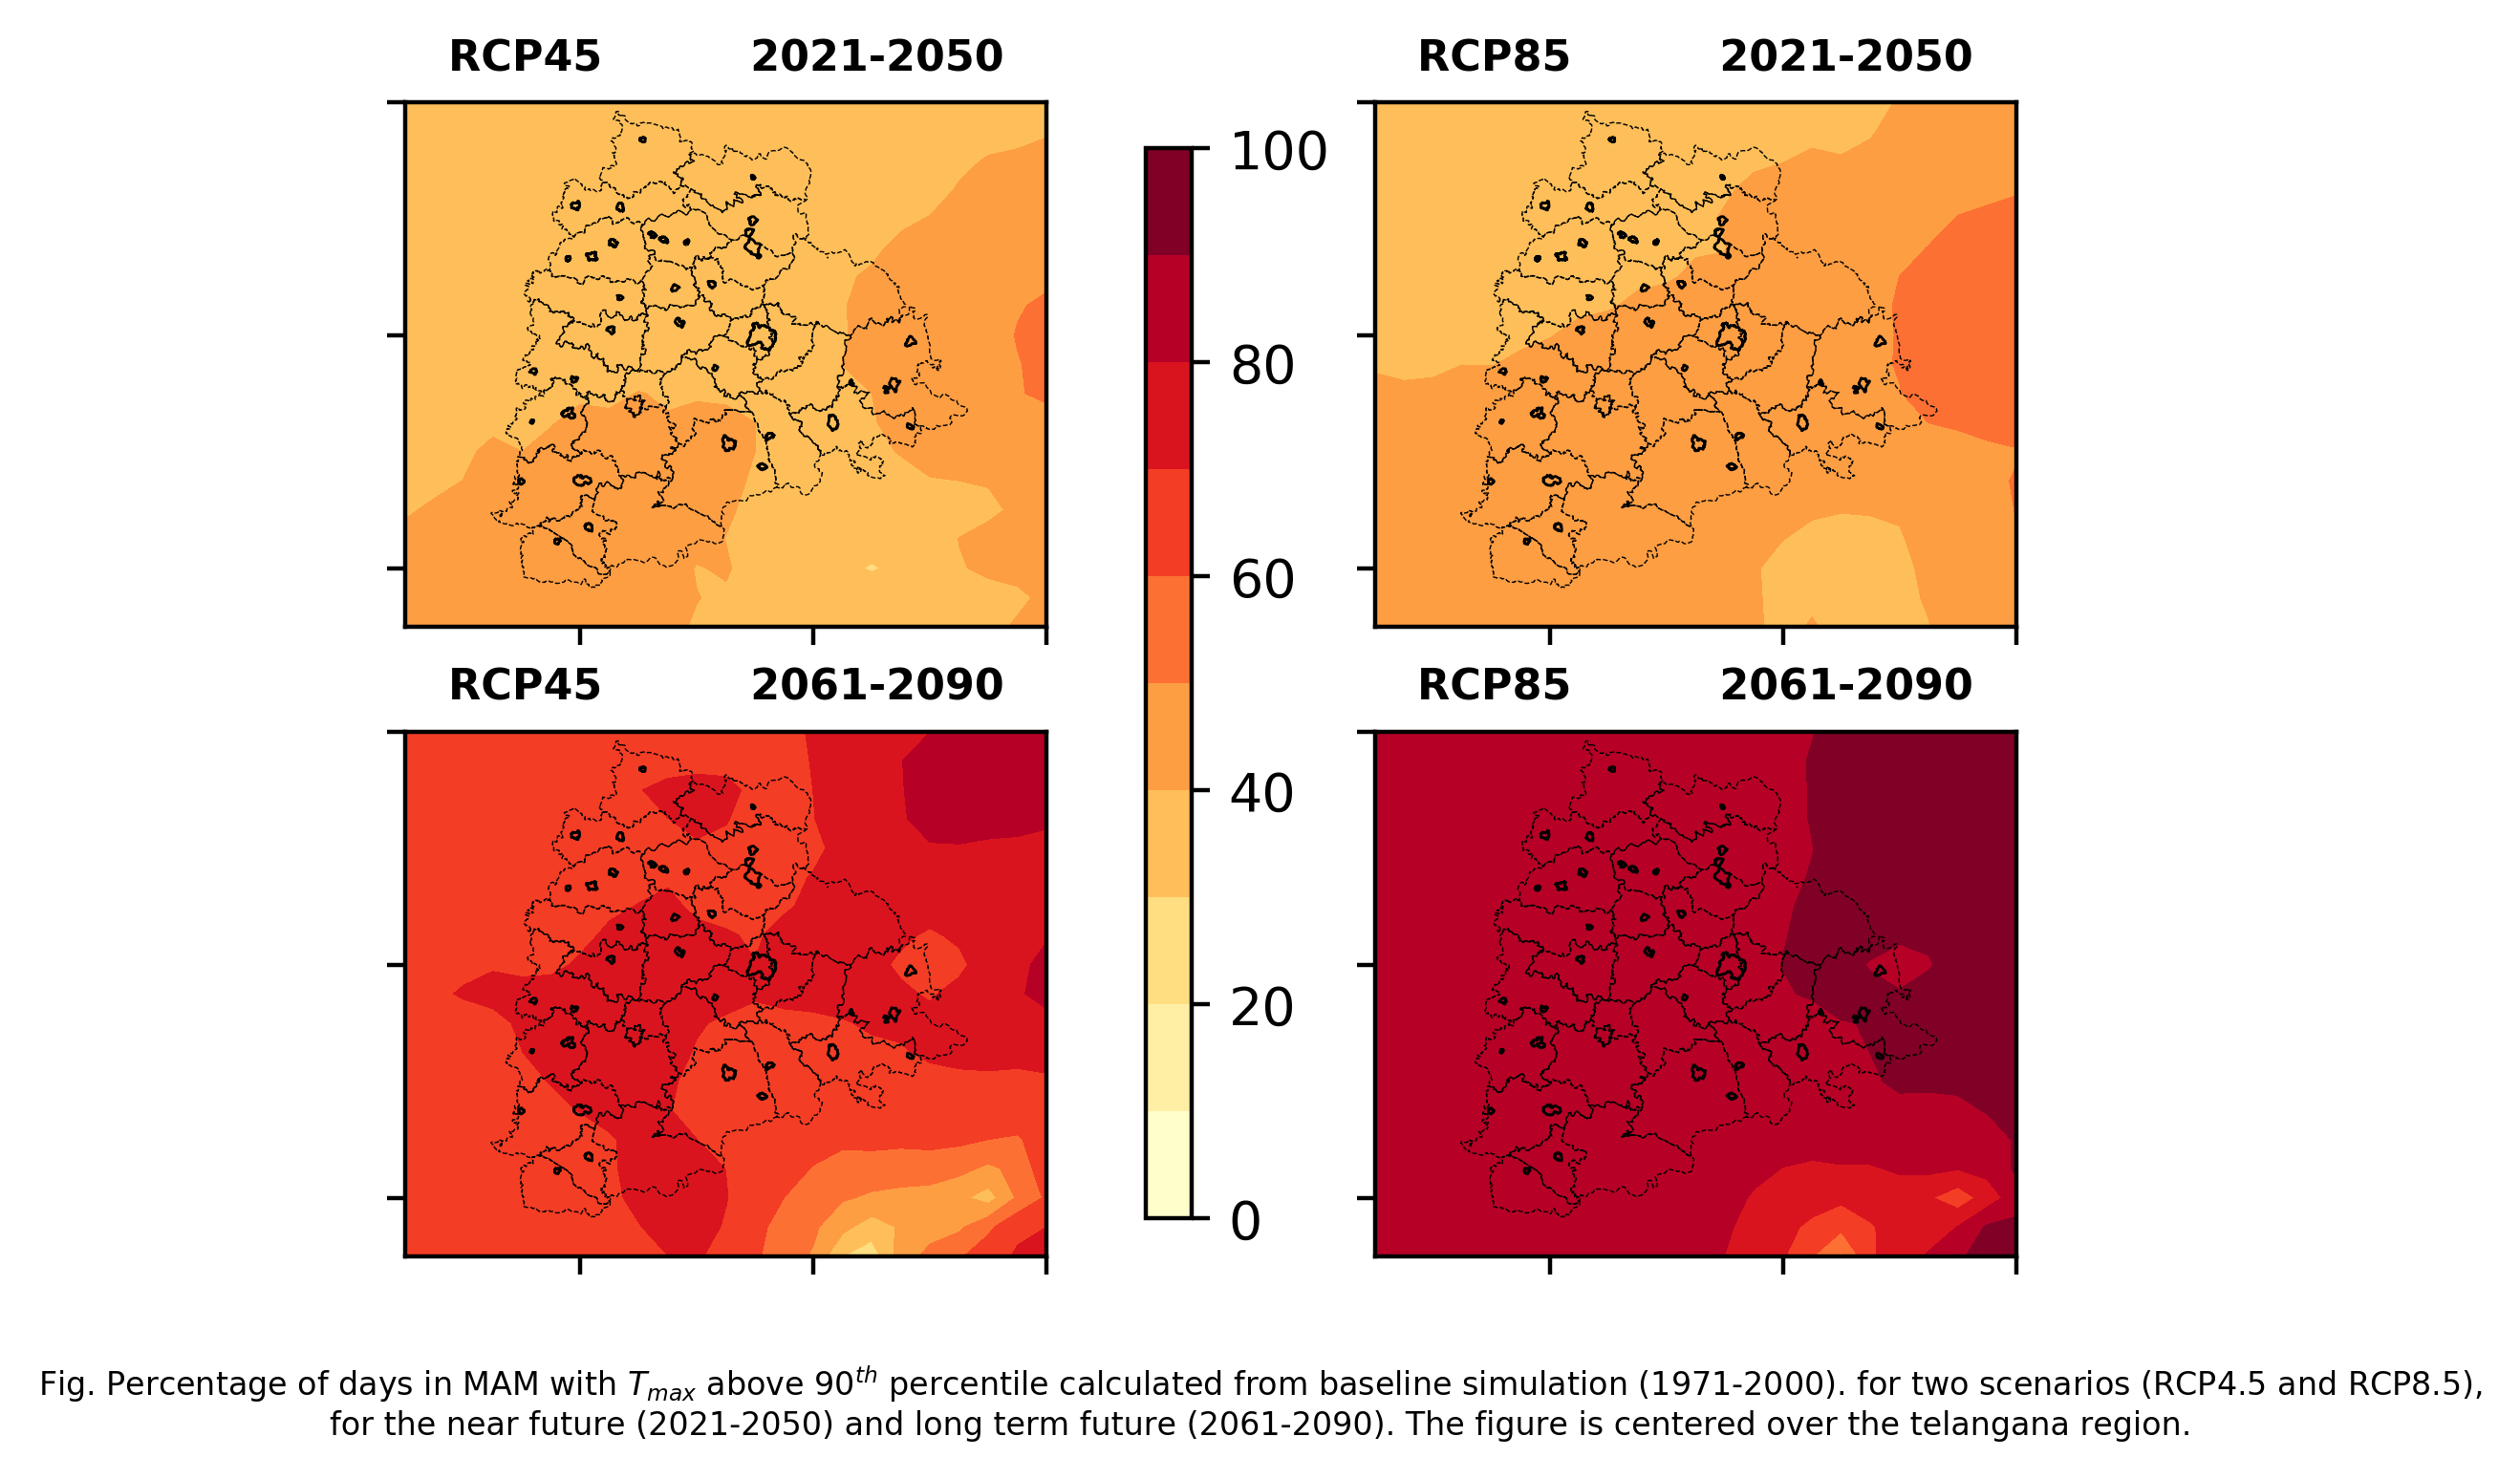 RCP45 2021-2050
RCP85 2021-2050
100
80
60
40
20
0
RCP45 2061-2090
RCP85 2061-2090
Fig. Percentage of days in MAM with T_max above 90^th percentile calculated from baseline simulation (1971-2000). for two scenarios (RCP4.5 and RCP8.5),
for the near future (2021-2050) and long term future (2061-2090). The figure is centered over the telangana region.